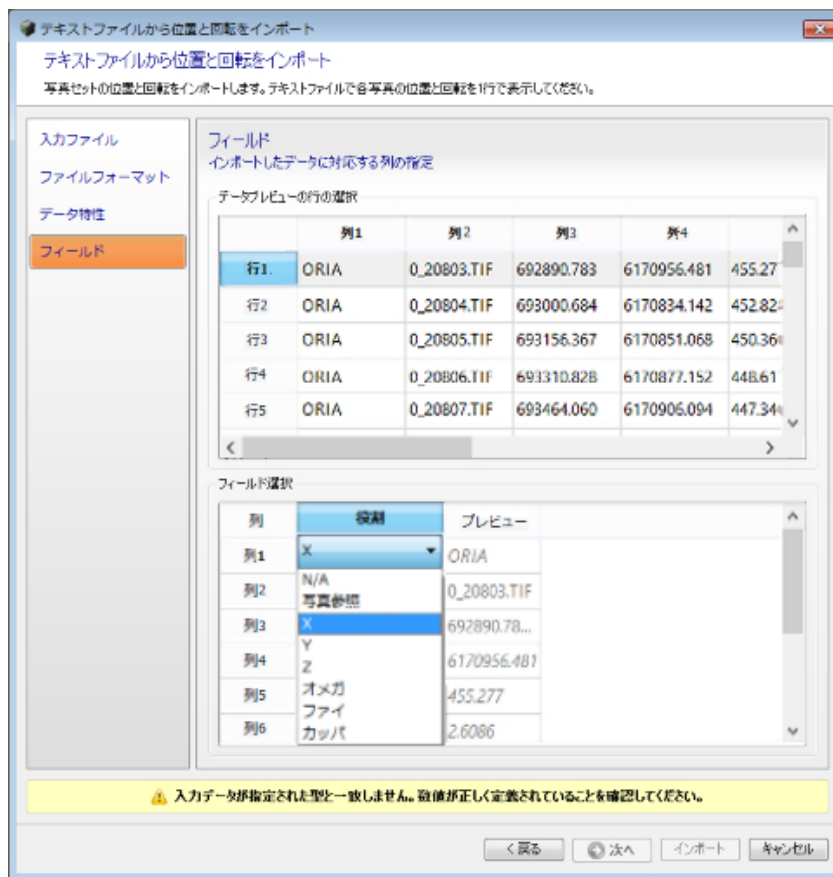 テキストファイルから位置と回転をインポート
テキストファイルから位置と回転をインポート
写真セットの位置と回転をインポートします。テキストファイルで各写真の位置と回転を1行で表示してください。
入力ファイル
ファイルフォーマット
データ特性
フィールド
フィールド
インポートしたデータに対応する列の指定
データプレビューの行の選択
列1 列2 列3 列4
行1. ORIA 0_20803.TIF 692890.783 6170956.481 455.27
行2 ORIA 0_20804.TIF 693000.684 6170834.142 452.82
行3 ORIA 0_20805.TIF 693156.367 6170851.068 450.36
行4 ORIA 0_20806.TIF 693310.828 6170877.152 448.61
行5 ORIA 0_20807.TIF 693464.060 6170906.094 447.34
フィールド選択
列 役割 プレビュー
列1 X ORIA
列2 N/A 0_20803.TIF
写真参照
列3 X 692890.78...
Y
列4 Z 6170956.481
列5 オメガ 455.277
ファイ
列6 カッパ 2.6086
入力データが指定された型と一致しません。数値が正しく定義されていることを確認してください。
< 戻る 次へ インポート キャンセル